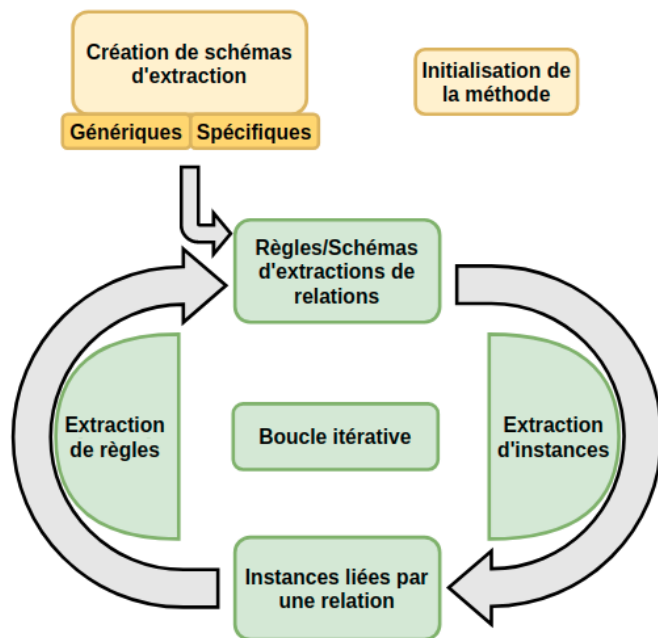 Création de schémas
d'extraction
Génériques
Spécifiques
Initialisation de
la méthode
Règles/Schémas
d'extractions de
relations
Extraction
de règles
Boucle itérative
Extraction
d'instances
Instances liées par
une relation